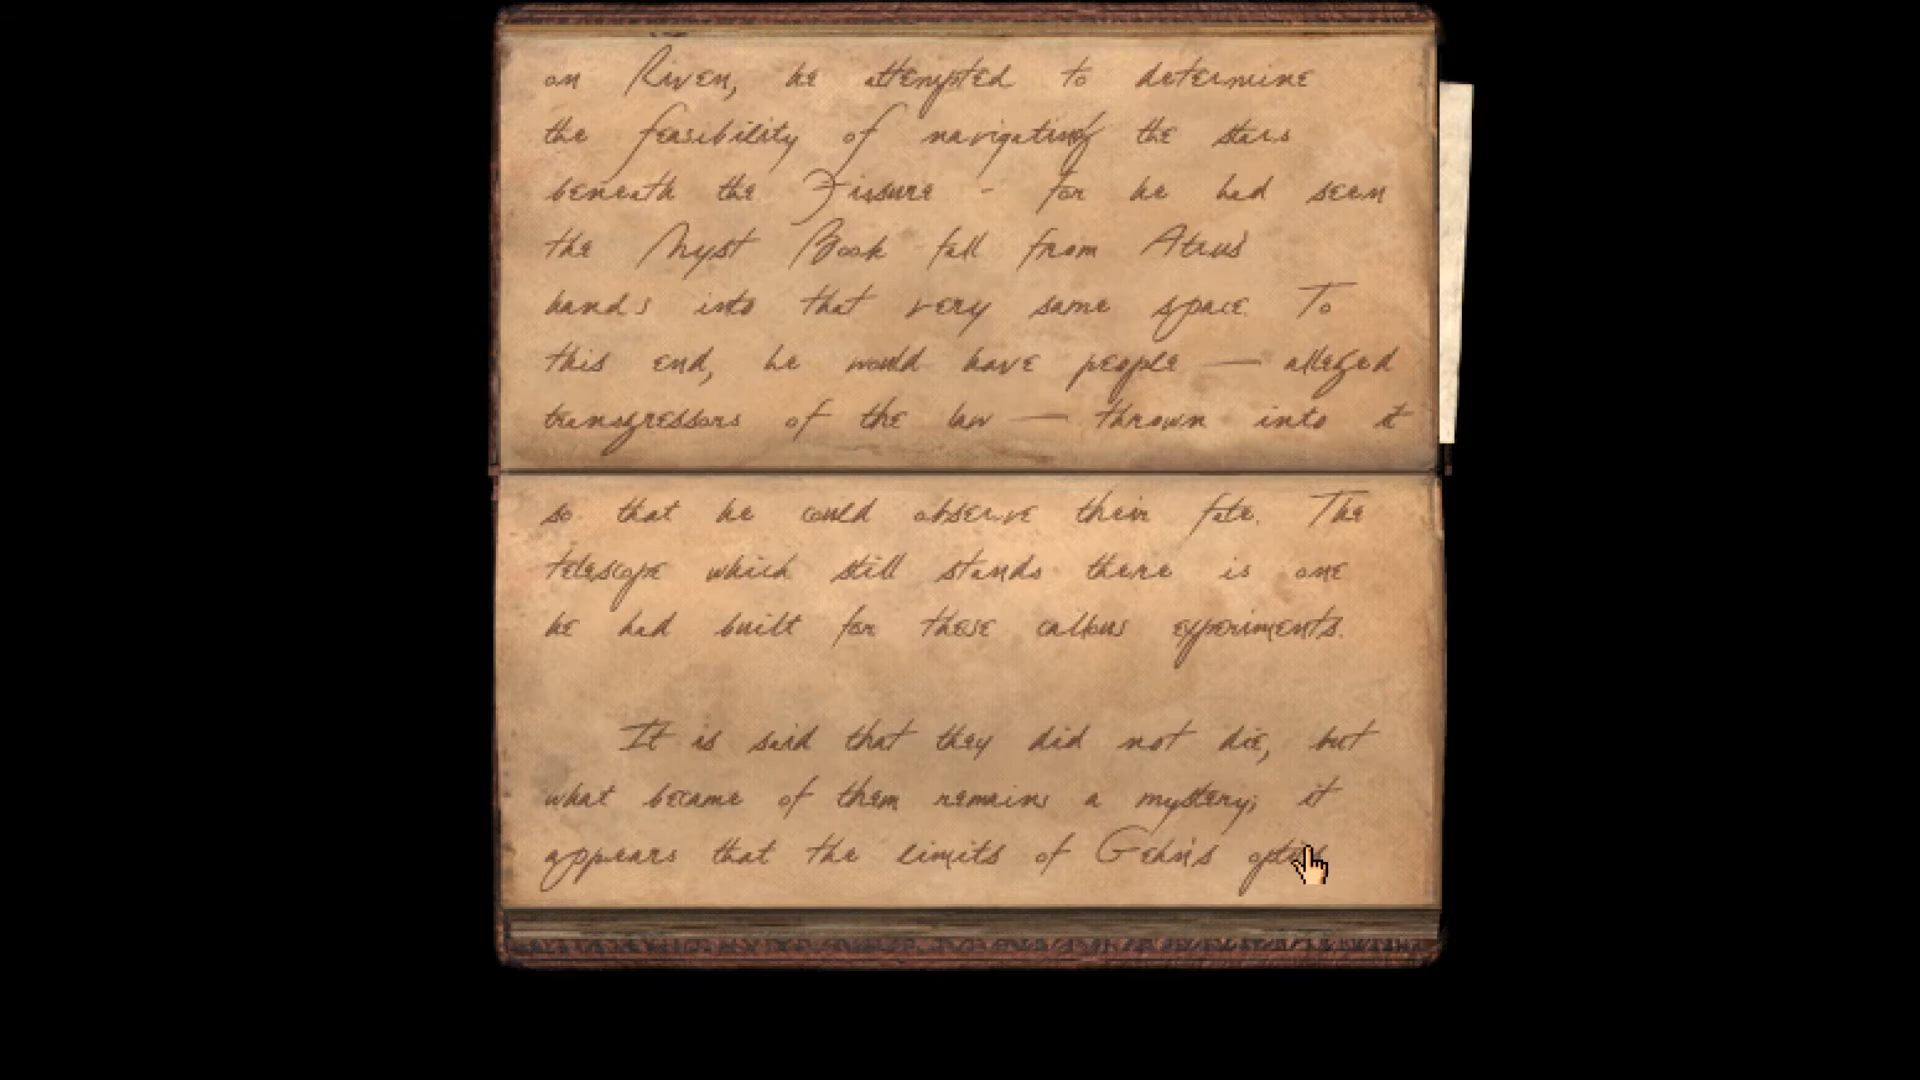 on Riven, he attempted to determine
the feasibility of navigating the stars
beneath the Fissure - for he had seen
the Myst Book fall from Atrus'
hands into that very same space. To
this end, he would have people — alleged
transgressors of the law — thrown into it
so that he could observe their fate. The
telescope which still stands there is one
he had built for these callous experiments.
It is said that they did not die, but
what became of them remains a mystery; it
appears that the limits of Gehn's